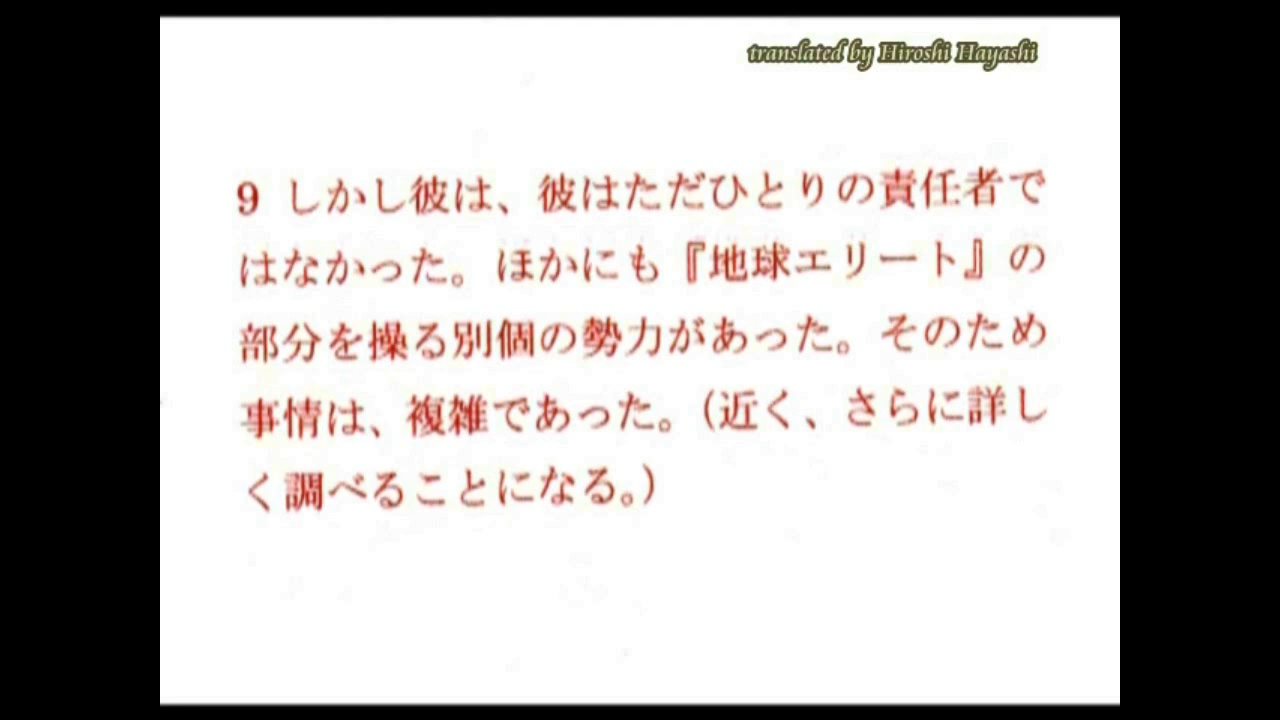 translated by Hiroshi Hayashi
9 しかし彼は、彼はただひとりの責任者で
はなかった。ほかにも『地球エリート』の
部分を操る別個の勢力があった。そのため
事情は、複雑であった。(近く、さらに詳し
く調べることになる。)